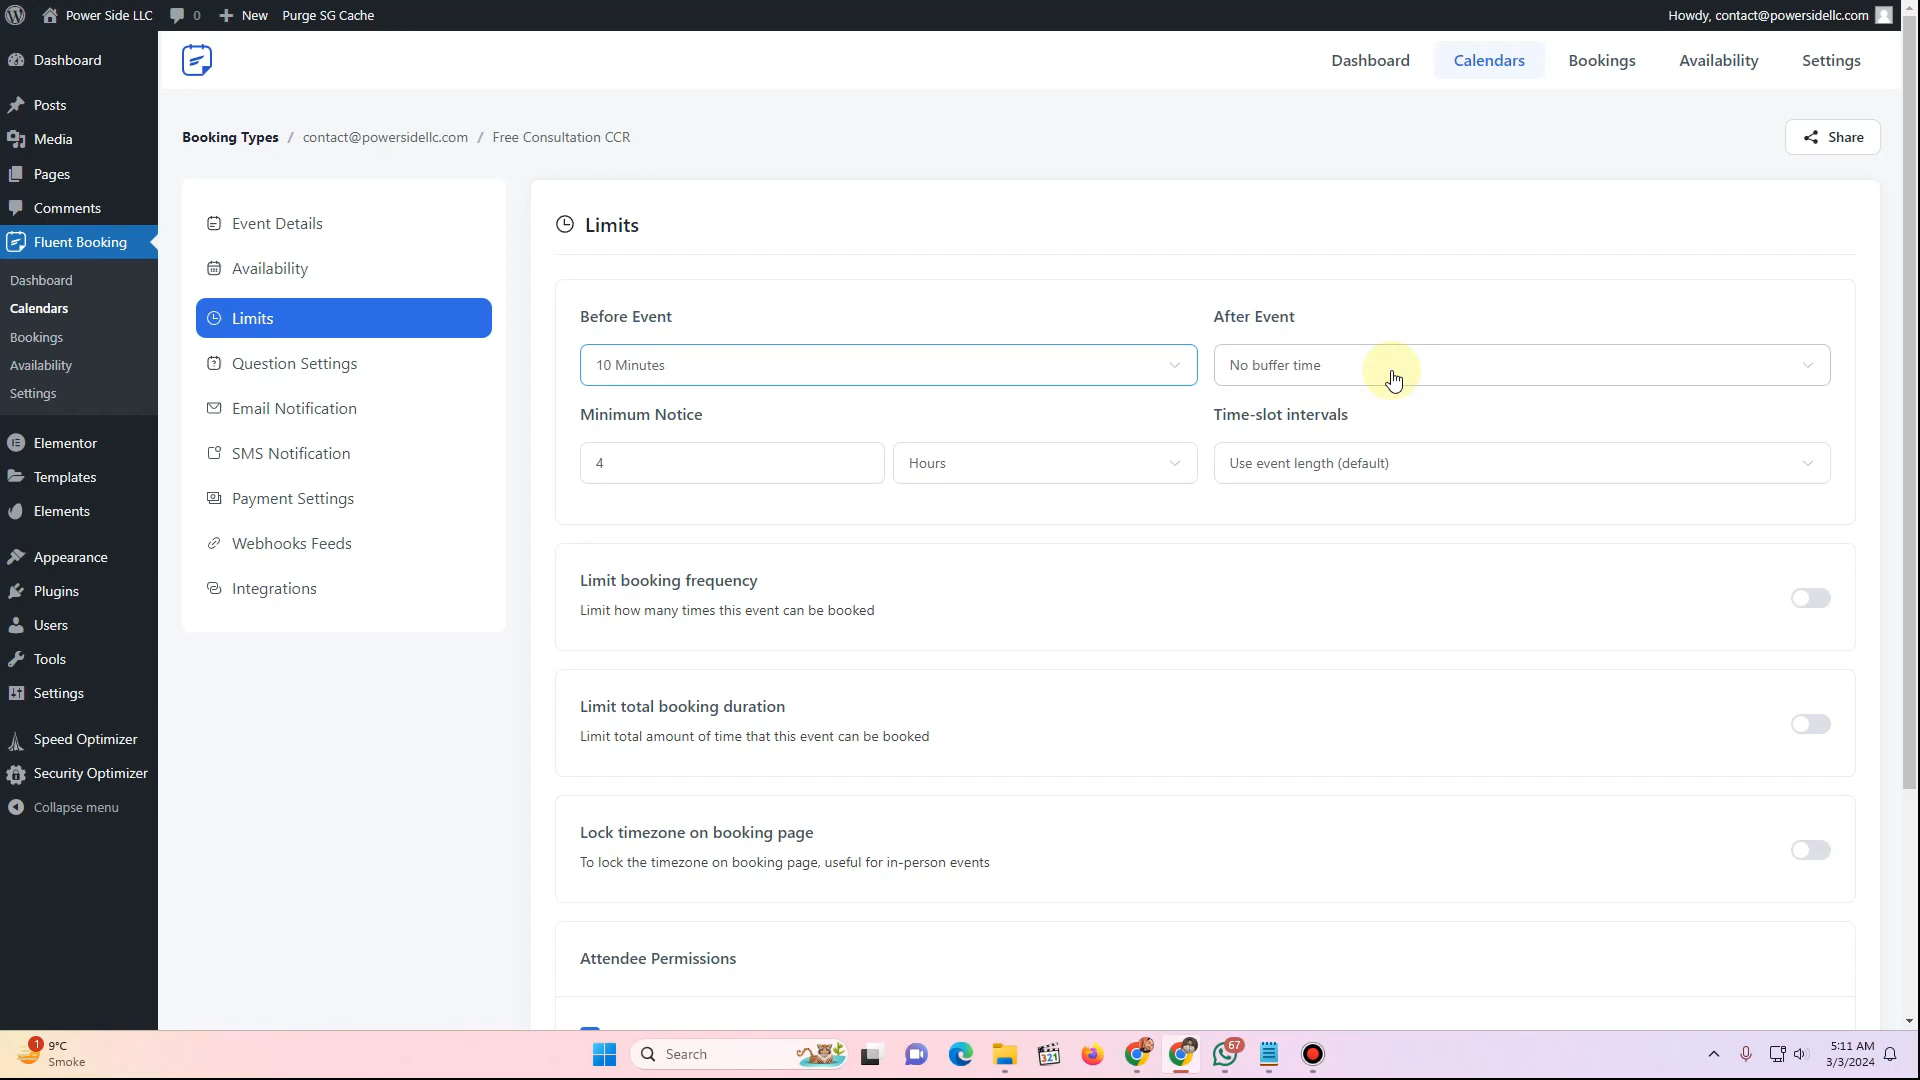 Power Side LLC
0
New
Purge SG Cache
Howdy, contact@powersidellc.com
Dashboard
Posts
Media
Pages
Comments
Fluent Booking
Dashboard
Calendars
Bookings
Availability
Settings
Elementor
Templates
Elements
Appearance
Plugins
Users
Tools
Settings
Speed Optimizer
Security Optimizer
Collapse menu
Dashboard
Calendars
Bookings
Availability
Settings
Booking Types / contact@powersidellc.com / Free Consultation CCR
Share
Event Details
Availability
Limits
Question Settings
Email Notification
SMS Notification
Payment Settings
Webhooks Feeds
Integrations
Limits
Before Event
After Event
10 Minutes
No buffer time
Minimum Notice
Time-slot intervals
4
Hours
Use event length (default)
Limit booking frequency
Limit how many times this event can be booked
Limit total booking duration
Limit total amount of time that this event can be booked
Lock timezone on booking page
To lock the timezone on booking page, useful for in-person events
Attendee Permissions
1
9°C
Smoke
Search
321
67
5:11 AM
3/3/2024